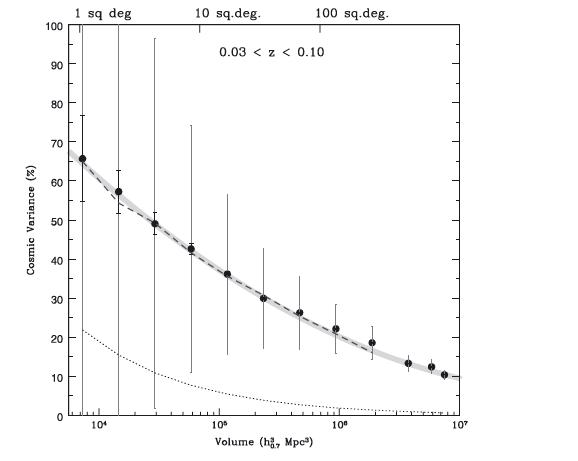 1 sq deg 10 sq.deg. 100 sq.deg.
0.03 < z < 0.10
100
90
80
70
60
50
40
30
20
10
0
Cosmic Variance (%)
10⁴ 10⁵ 10⁶ 10⁷
Volume (h³₀.₇ Mpc³)